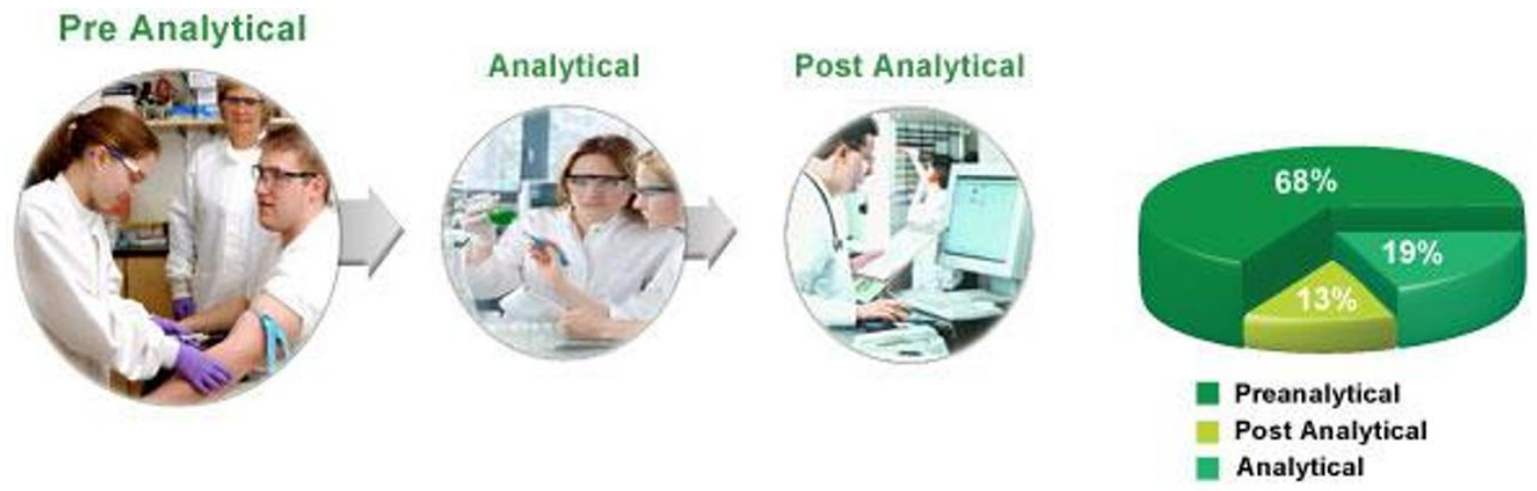 Pre Analytical
Analytical
Post Analytical
68%
19%
13%
Preanalytical
Post Analytical
Analytical